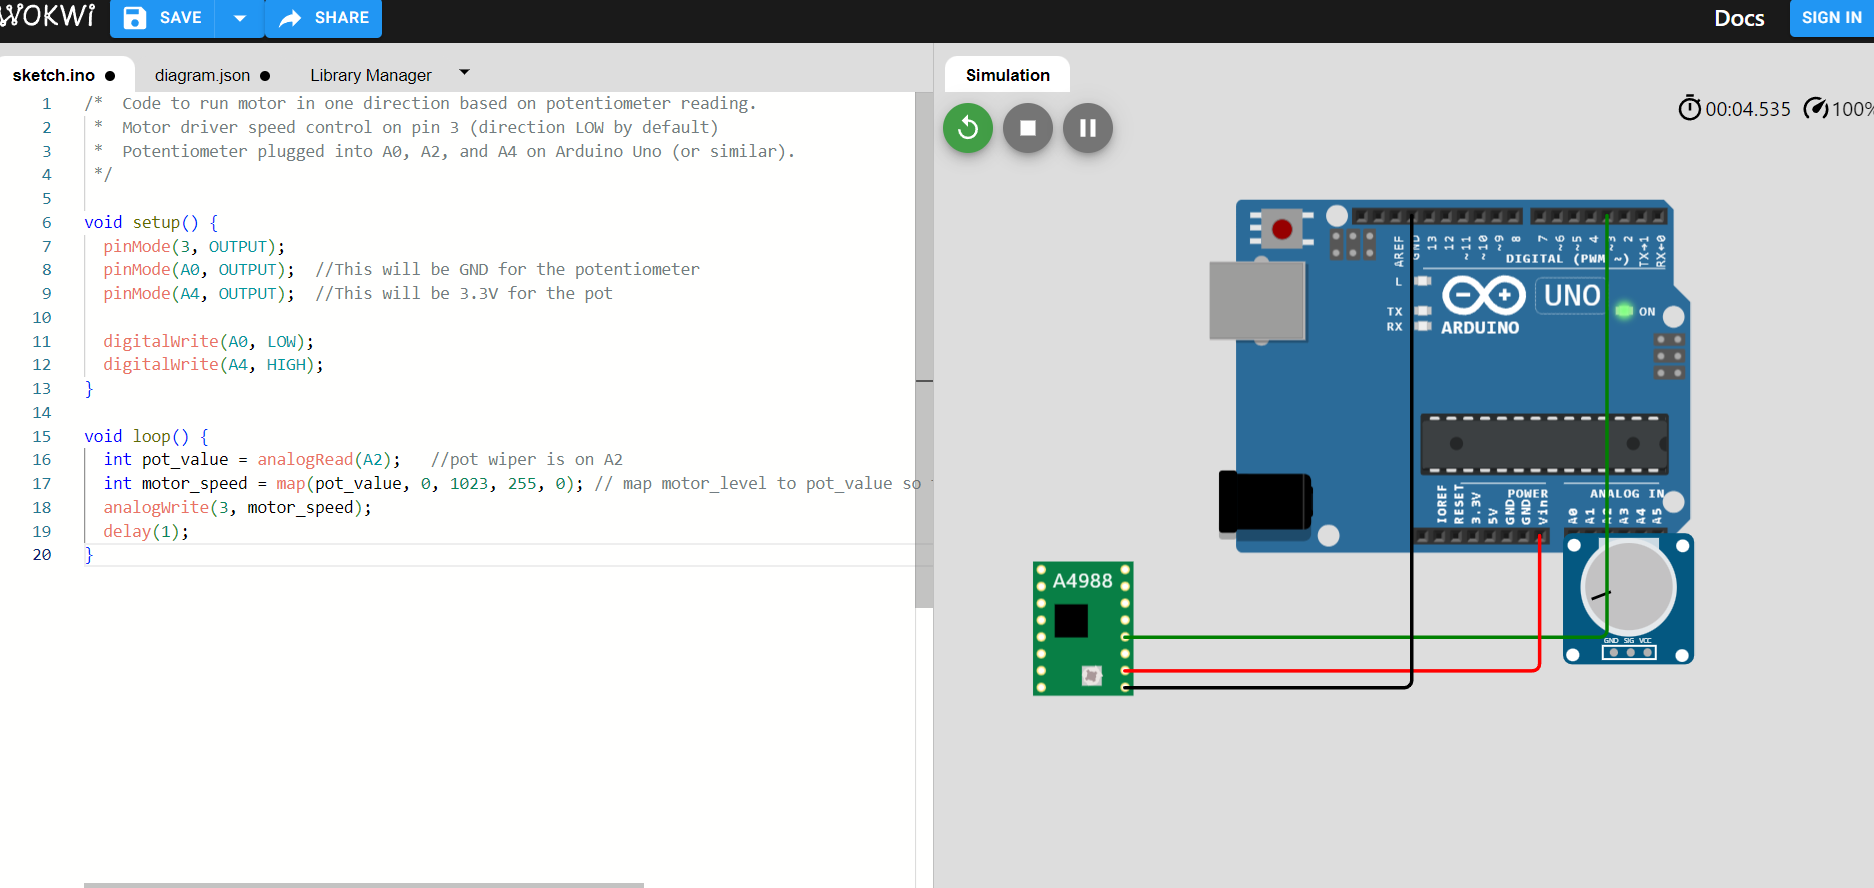 WOKWi SAVE SHARE Docs SIGN IN
sketch.ino ● diagram.json ● Library Manager
Simulation
00:04.535 100%
1 /* Code to run motor in one direction based on potentiometer reading.
2 * Motor driver speed control on pin 3 (direction LOW by default)
3 * Potentiometer plugged into A0, A2, and A4 on Arduino Uno (or similar).
4 */
5
6 void setup() {
7 pinMode(3, OUTPUT);
8 pinMode(A0, OUTPUT); //This will be GND for the potentiometer
9 pinMode(A4, OUTPUT); //This will be 3.3V for the pot
10
11 digitalWrite(A0, LOW);
12 digitalWrite(A4, HIGH);
13 }
14
15 void loop() {
16 int pot_value = analogRead(A2); //pot wiper is on A2
17 int motor_speed = map(pot_value, 0, 1023, 255, 0); // map motor_level to pot_value so
18 analogWrite(3, motor_speed);
19 delay(1);
20 }
AREF GND 13 12 ~11 ~10 ~9 8 7 ~6 ~5 4 ~3 2 TX→1 RX←0
DIGITAL (PWM ~)
L
TX
RX
UNO
ON
ARDUINO
POWER ANALOG IN
IOREF RESET 3.3V 5V GND GND Vin A0 A1 A2 A3 A4 A5
A4988
GND SIG VCC